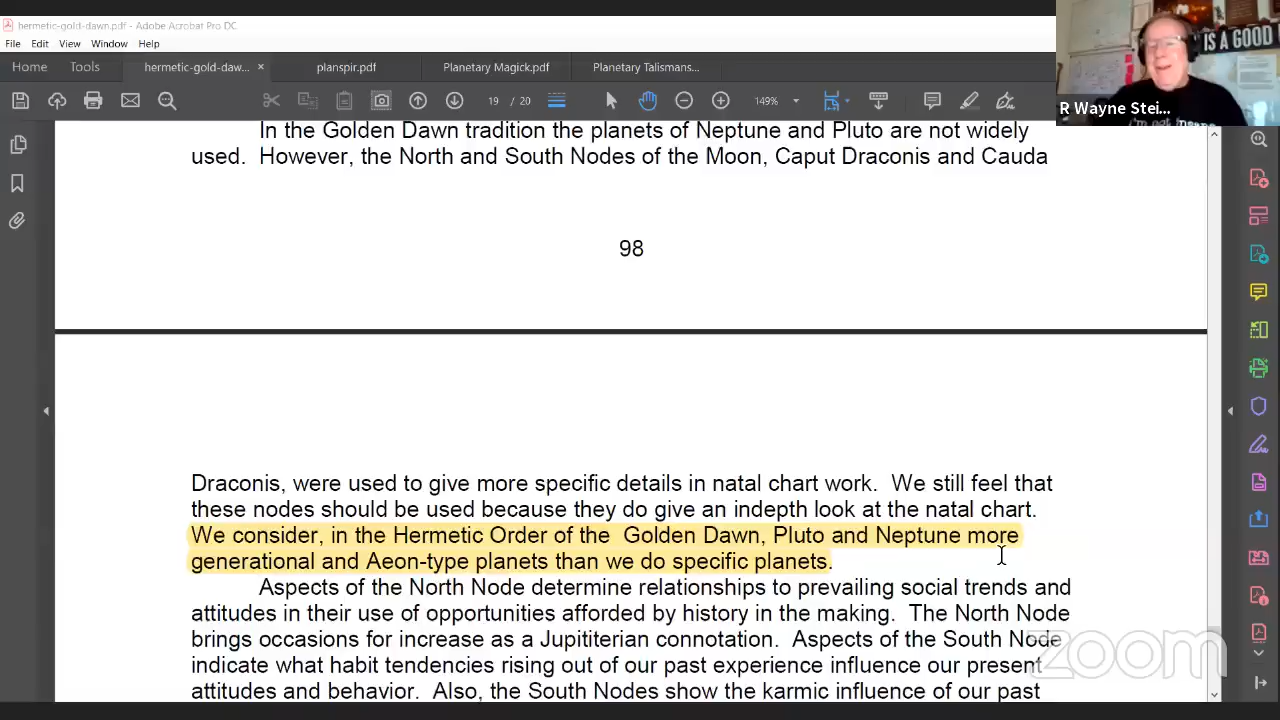 hermetic-gold-dawn.pdf - Adobe Acrobat Pro DC
File Edit View Window Help
Home Tools hermetic-gold-daw... × planspir.pdf Planetary Magick.pdf Planetary Talismans...
19 / 20 149%
IS A GOOD
R Wayne Stei...
In the Golden Dawn tradition the planets of Neptune and Pluto are not widely
used. However, the North and South Nodes of the Moon, Caput Draconis and Cauda
98
Draconis, were used to give more specific details in natal chart work. We still feel that
these nodes should be used because they do give an indepth look at the natal chart.
We consider, in the Hermetic Order of the Golden Dawn, Pluto and Neptune more
generational and Aeon-type planets than we do specific planets.
Aspects of the North Node determine relationships to prevailing social trends and
attitudes in their use of opportunities afforded by history in the making. The North Node
brings occasions for increase as a Jupititerian connotation. Aspects of the South Node
indicate what habit tendencies rising out of our past experience influence our present
attitudes and behavior. Also, the South Nodes show the karmic influence of our past
zoom